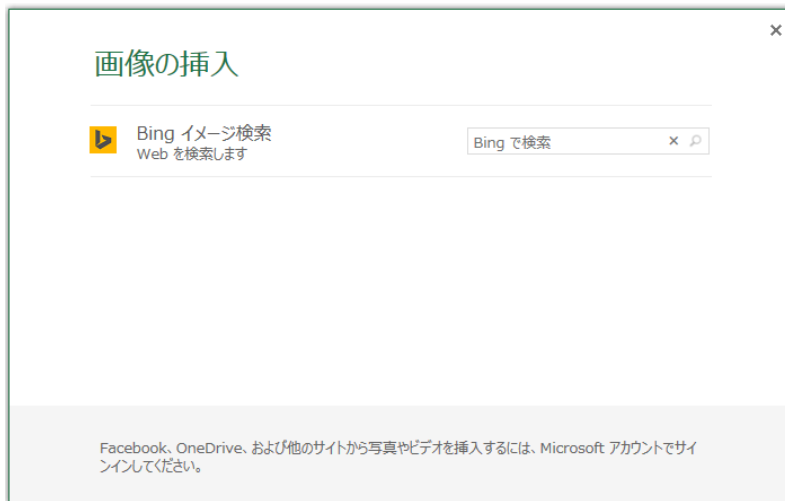 画像の挿入
Bing イメージ検索
Web を検索します
Bing で検索
Facebook、OneDrive、および他のサイトから写真やビデオを挿入するには、Microsoft アカウントでサイ
ンインしてください。